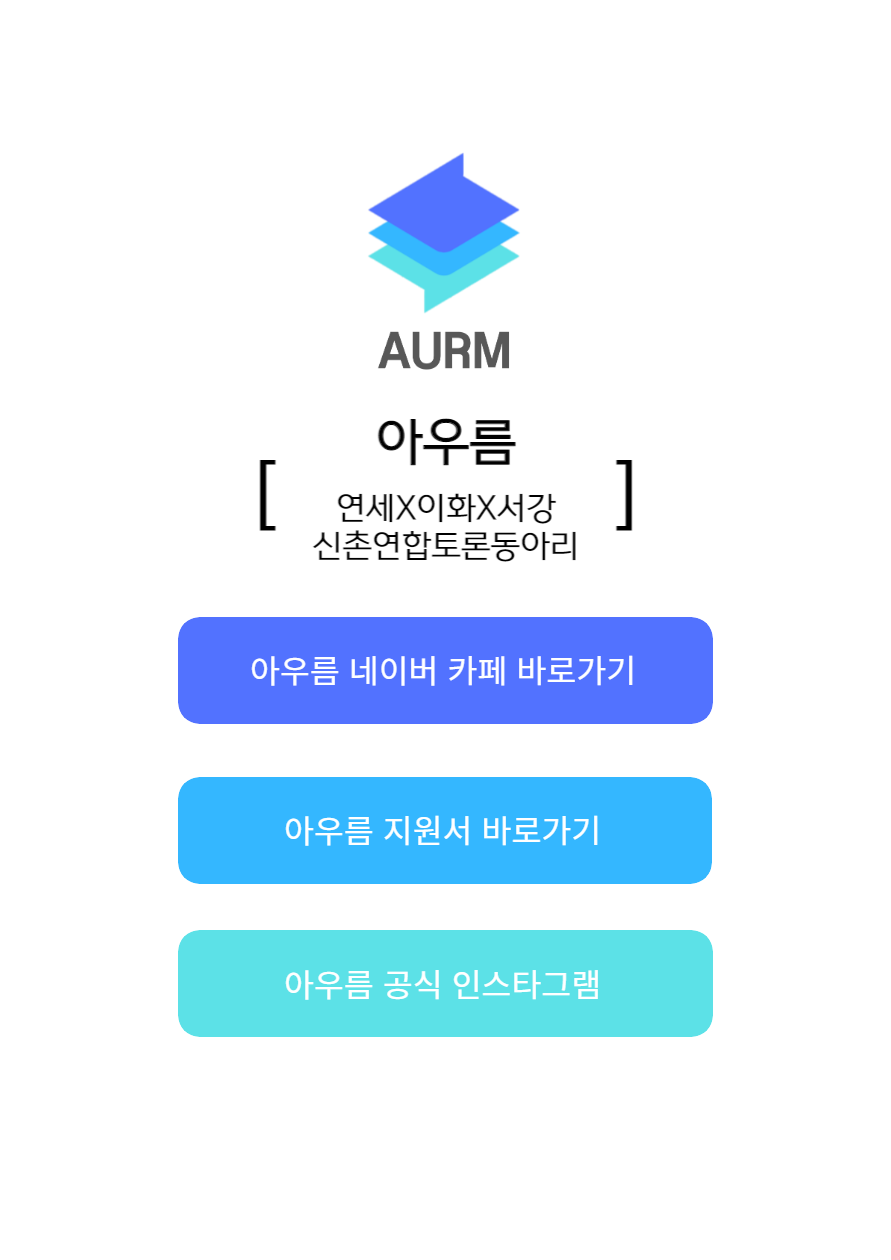 AURM
아우름
[ 연세X이화X서강
신촌연합토론동아리 ]
아우름 네이버 카페 바로가기
아우름 지원서 바로가기
아우름 공식 인스타그램